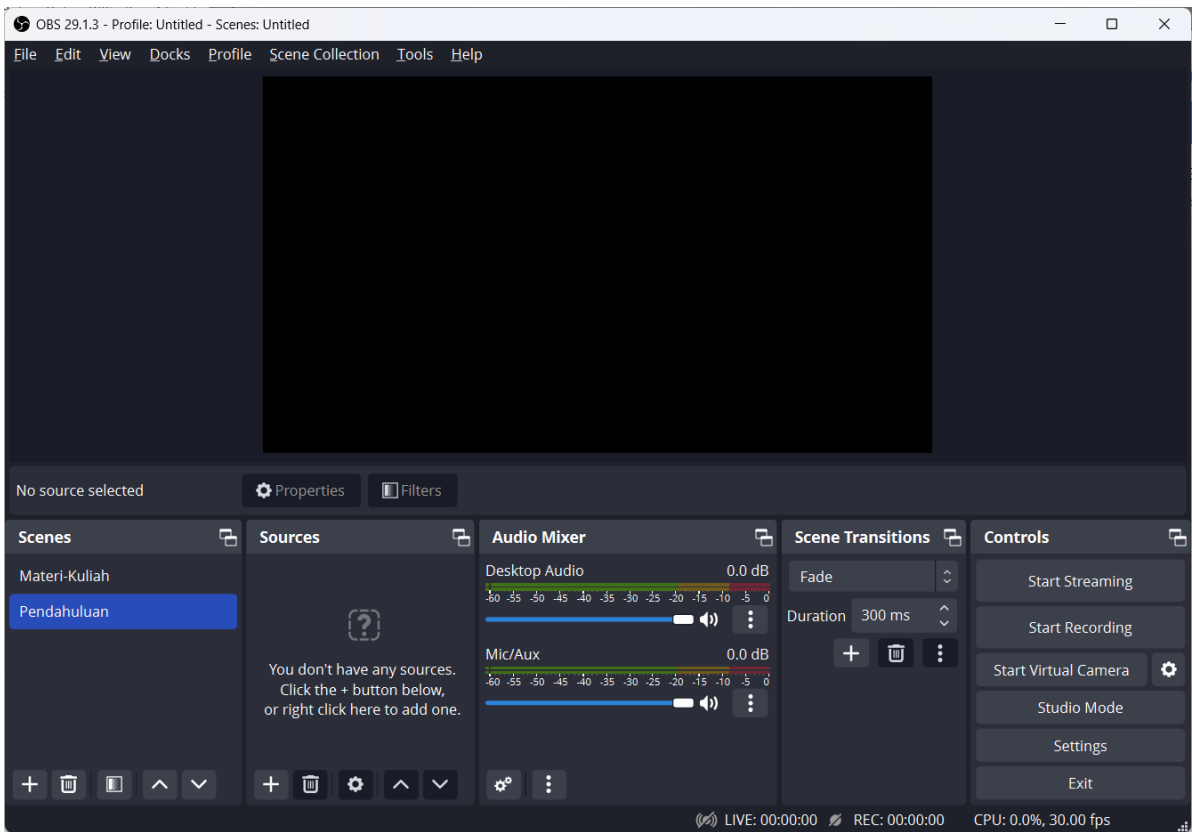 OBS 29.1.3 - Profile: Untitled - Scenes: Untitled
File Edit View Docks Profile Scene Collection Tools Help
No source selected
Properties
Filters
Scenes
Materi-Kuliah
Pendahuluan
Sources
You don't have any sources.
Click the + button below,
or right click here to add one.
Audio Mixer
Desktop Audio 0.0 dB
-60 -55 -50 -45 -40 -35 -30 -25 -20 -15 -10 -5 0
Mic/Aux 0.0 dB
-60 -55 -50 -45 -40 -35 -30 -25 -20 -15 -10 -5 0
Scene Transitions
Fade
Duration 300 ms
Controls
Start Streaming
Start Recording
Start Virtual Camera
Studio Mode
Settings
Exit
LIVE: 00:00:00 REC: 00:00:00 CPU: 0.0%, 30.00 fps